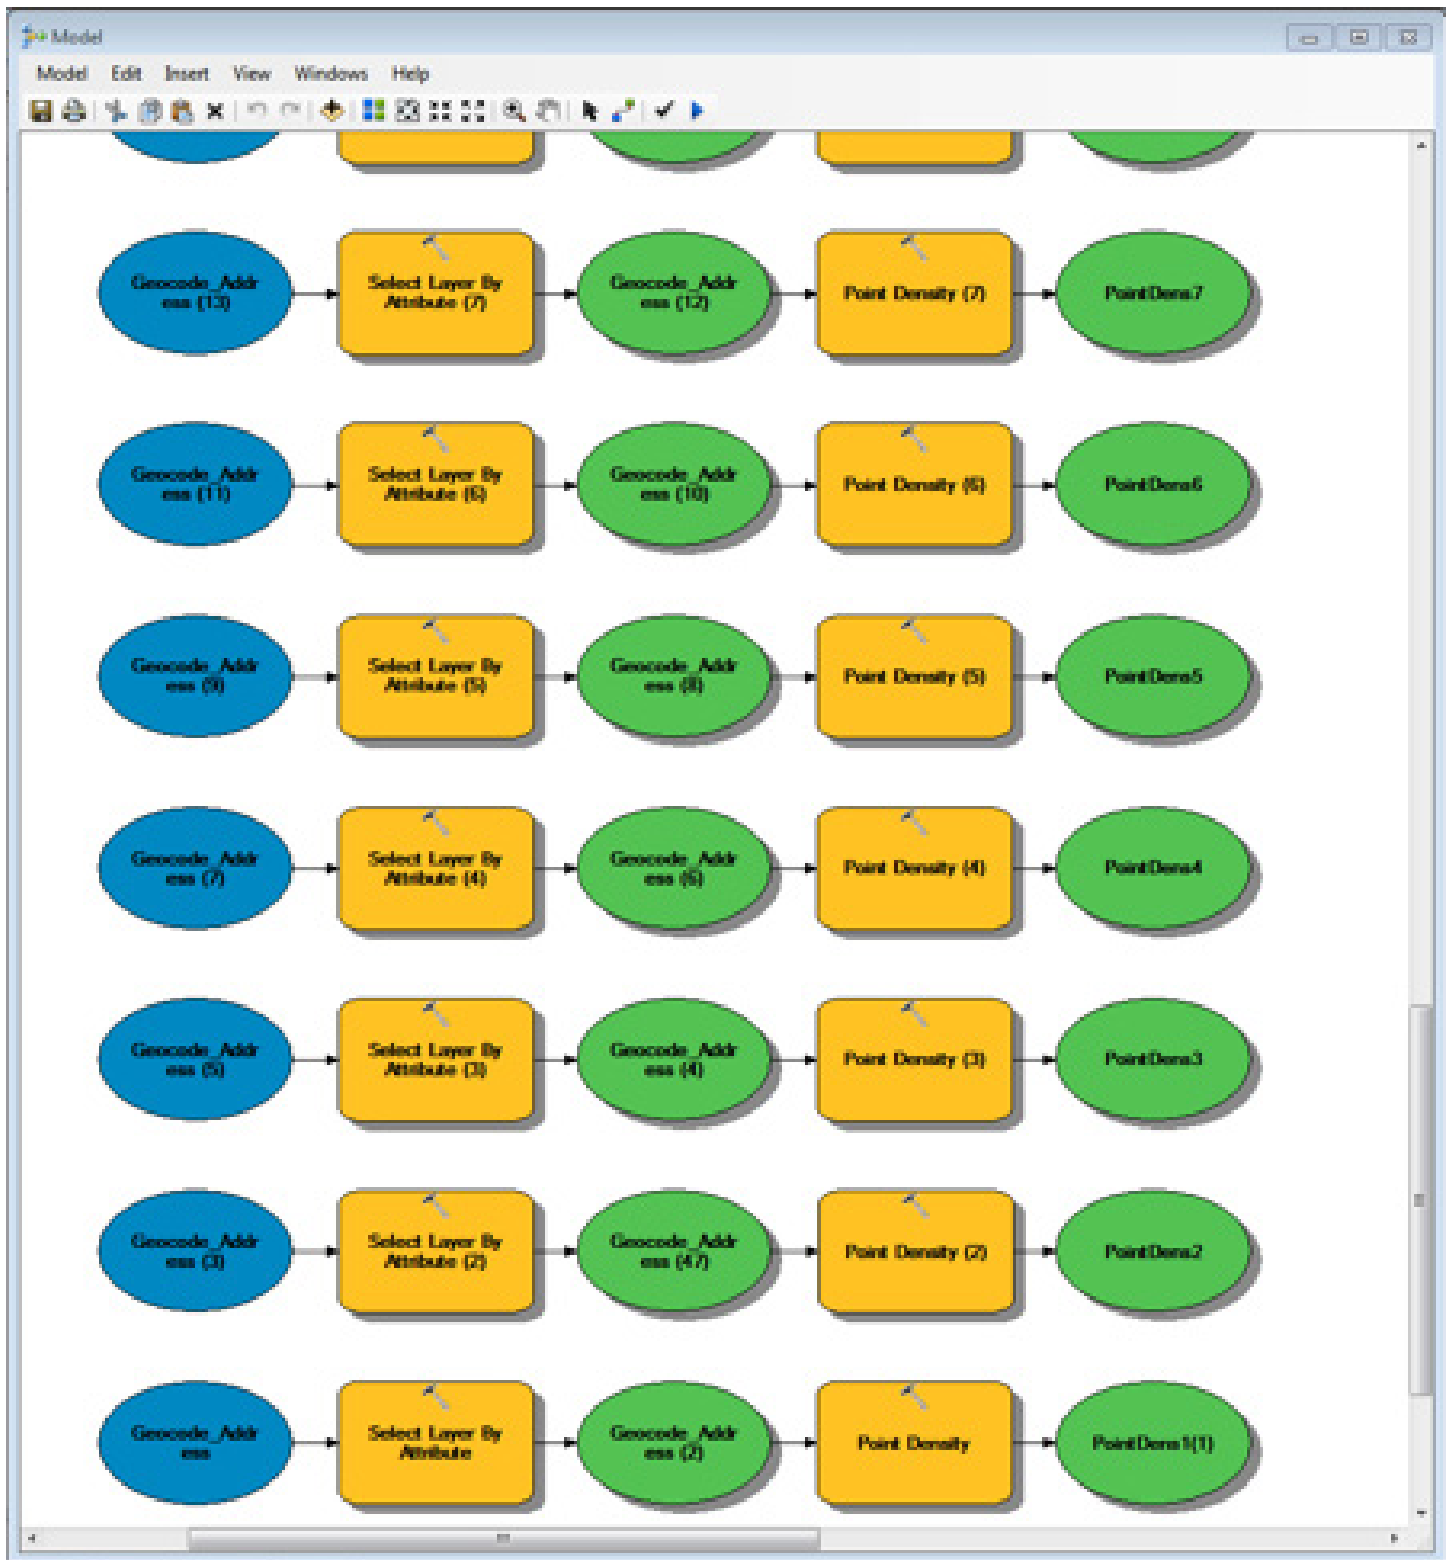 Model
Model Edit Insert View Windows Help
Geocode_Addr
ess (13)
Select Layer By
Attribute (7)
Geocode_Addr
ess (12)
Point Density (7)
PointDens7
Geocode_Addr
ess (11)
Select Layer By
Attribute (6)
Geocode_Addr
ess (10)
Point Density (6)
PointDens6
Geocode_Addr
ess (9)
Select Layer By
Attribute (5)
Geocode_Addr
ess (8)
Point Density (5)
PointDens5
Geocode_Addr
ess (7)
Select Layer By
Attribute (4)
Geocode_Addr
ess (6)
Point Density (4)
PointDens4
Geocode_Addr
ess (5)
Select Layer By
Attribute (3)
Geocode_Addr
ess (4)
Point Density (3)
PointDens3
Geocode_Addr
ess (3)
Select Layer By
Attribute (2)
Geocode_Addr
ess (47)
Point Density (2)
PointDens2
Geocode_Addr
ess
Select Layer By
Attribute
Geocode_Addr
ess (2)
Point Density
PointDens1(1)